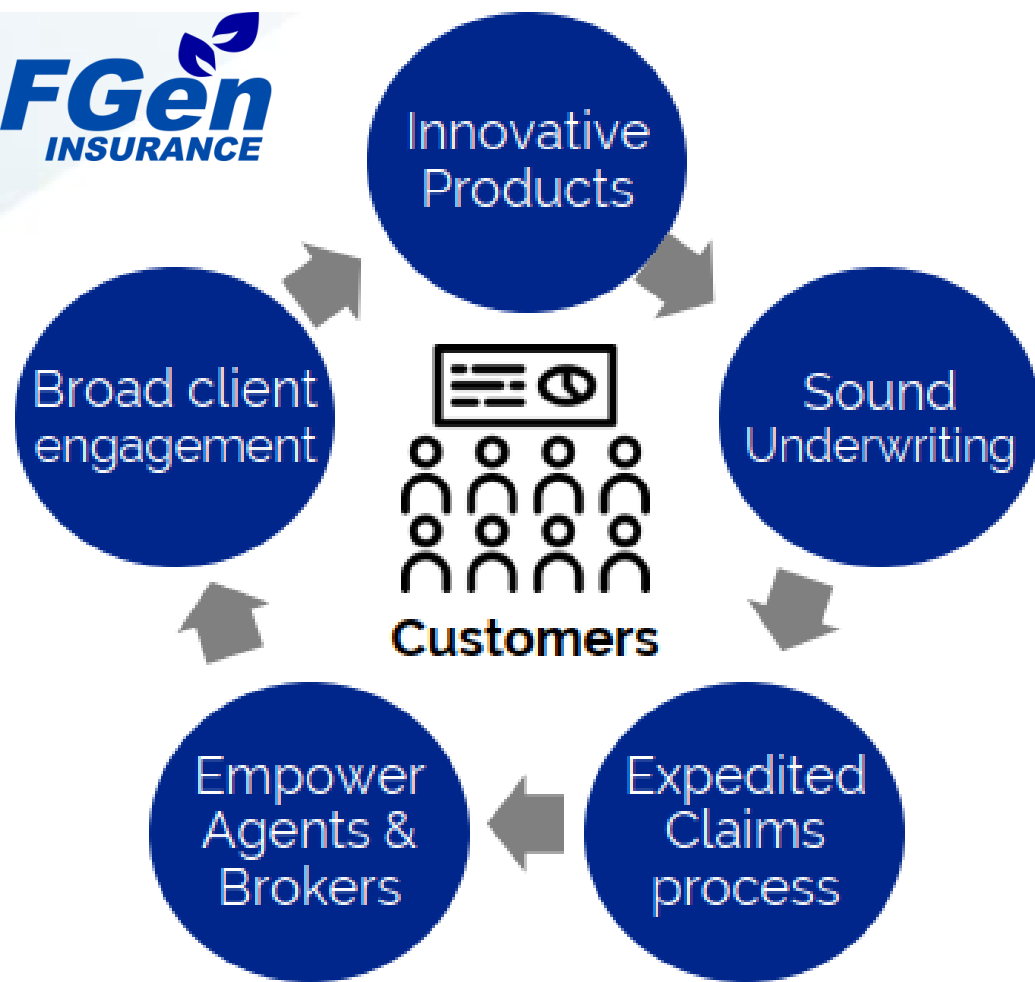 FGen
INSURANCE
Innovative
Products
Sound
Underwriting
Expedited
Claims
process
Empower
Agents &
Brokers
Broad client
engagement
Customers